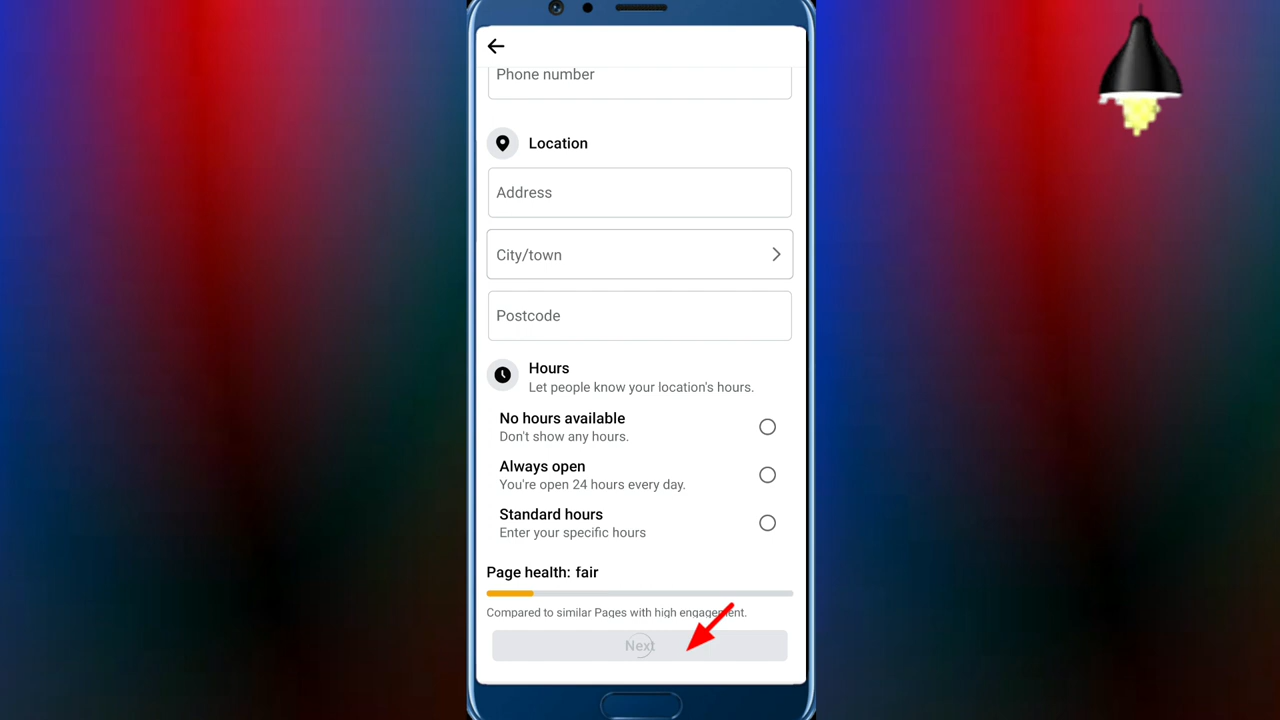 Phone number
Location
Address
City/town
Postcode
Hours
Let people know your location's hours.
No hours available
Don't show any hours.
Always open
You're open 24 hours every day.
Standard hours
Enter your specific hours
Page health: fair
Compared to similar Pages with high engagement.
Next